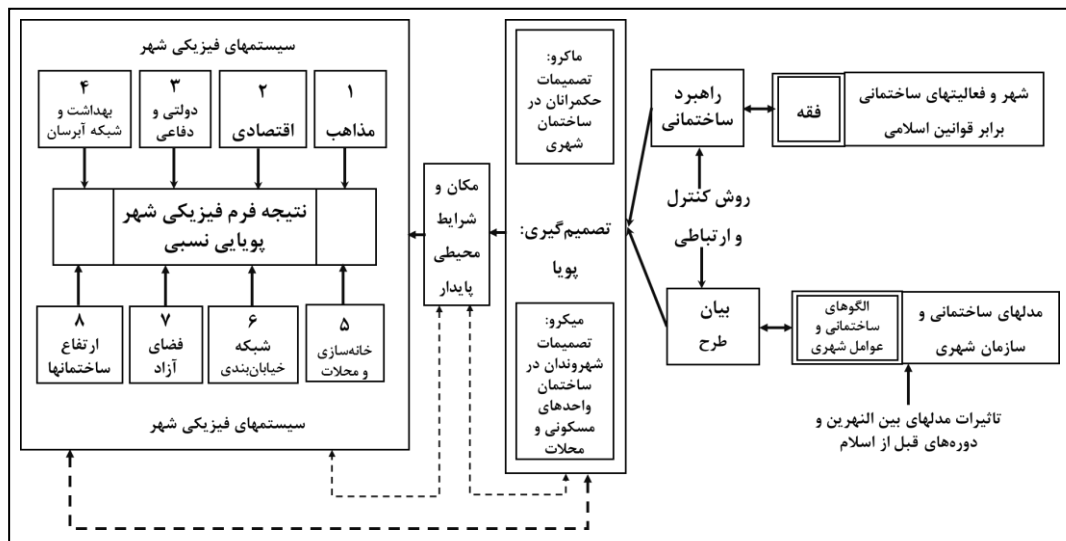 شهر و فعالیتهای ساختمانی
برابر قوانین اسلامی
فقه
راهبرد
ساختمانی
روش کنترل
و ارتباطی
بیان
طرح
الگوهای
ساختمانی و
عوامل شهری
مدلهای ساختمانی و
سازمان شهری
تاثیرات مدلهای بین النهرین و
دوره‌های قبل از اسلام
ماکرو:
تصمیمات
حکمرانان در
ساختمان
شهری
تصمیم‌گیری:
پویا
میکرو:
تصمیمات
شهروندان در
ساختمان
واحدهای
مسکونی و
محلات
مکان و
شرایط
محیطی
پایدار
سیستمهای فیزیکی شهر
۱
مذاهب
۲
اقتصادی
۳
دولتی و
دفاعی
۴
بهداشت و
شبکه آبرسان
نتیجه فرم فیزیکی شهر
پویایی نسبی
۵
خانه‌سازی
و محلات
۶
شبکه
خیابان‌بندی
۷
فضای
آزاد
۸
ارتفاع
ساختمانها
سیستمهای فیزیکی شهر